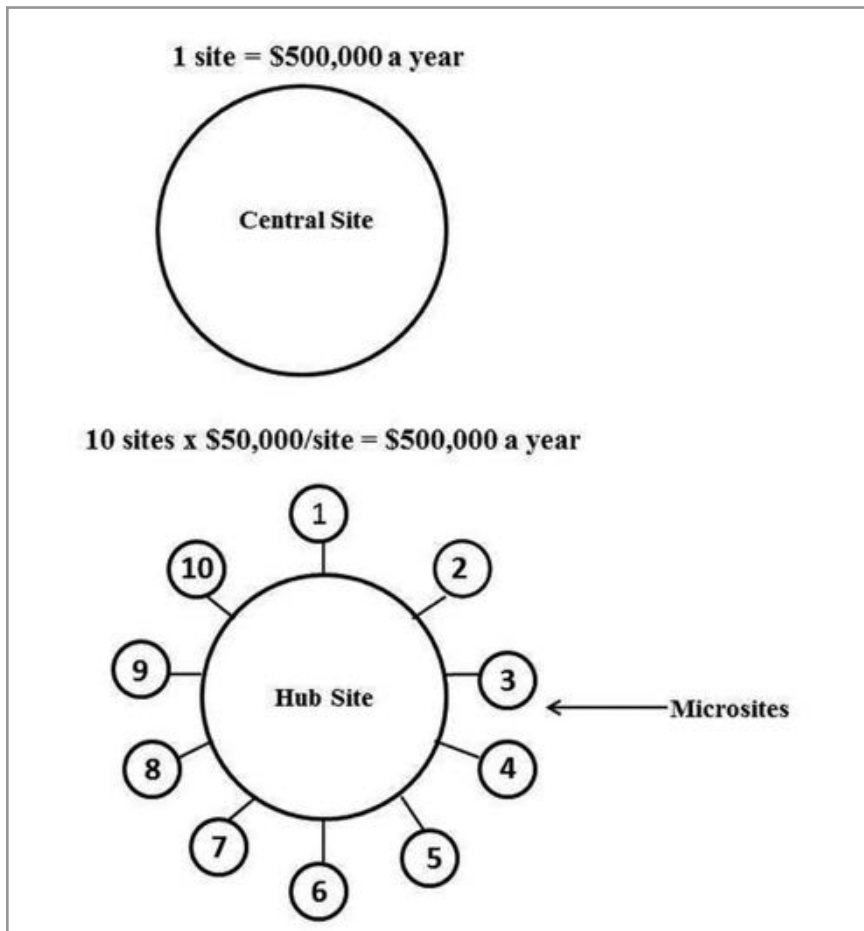 1 site = $500,000 a year
Central Site
10 sites x $50,000/site = $500,000 a year
1
10
2
9
3
Hub Site
Microsites
8
4
7
5
6